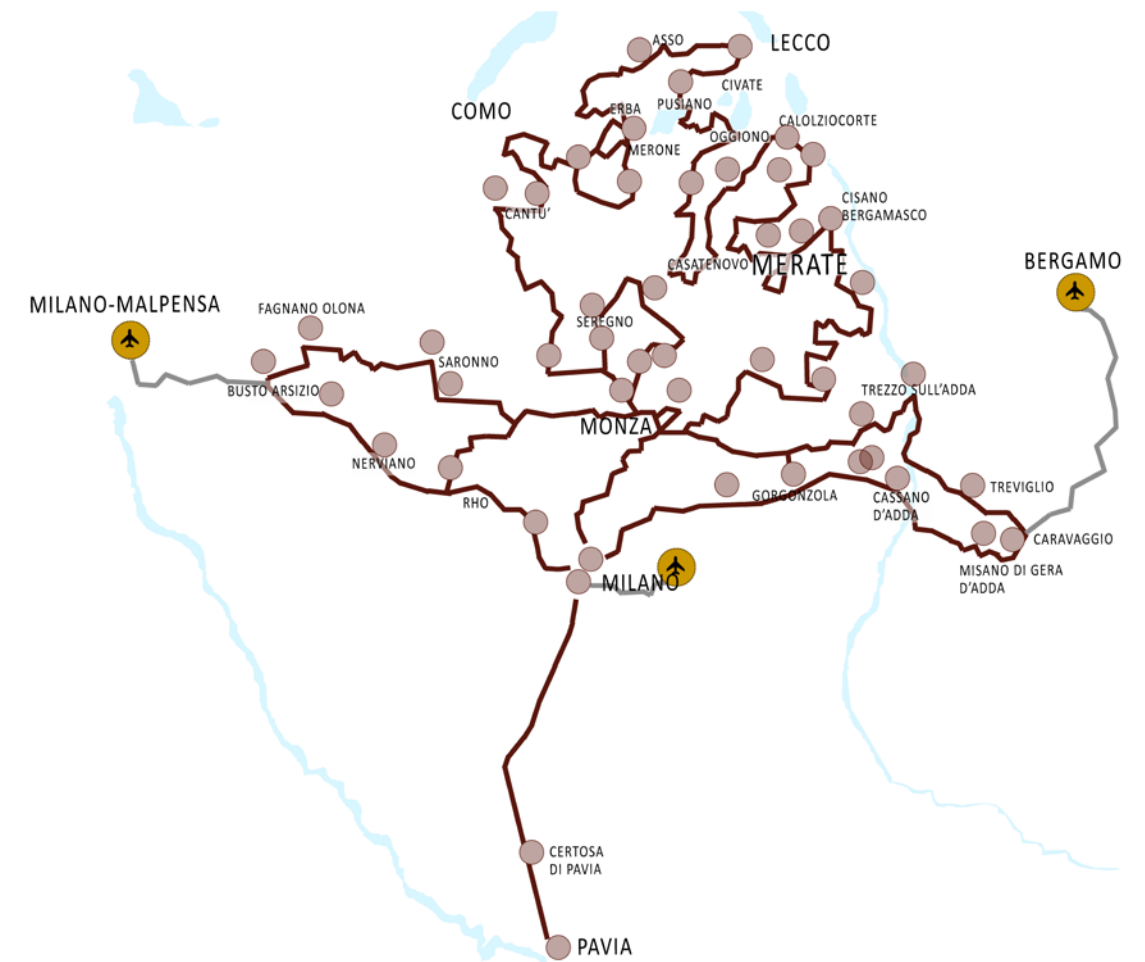 ASSO
LECCO
CIVATE
PUSIANO
ERBA
COMO
CALOLZIOCORTE
OGGIONO
MERONE
CISANO
BERGAMASCO
CANTU'
CASATENOVO
MERATE
BERGAMO
MILANO-MALPENSA
FAGNANO OLONA
SEREGNO
SARONNO
BUSTO ARSIZIO
TREZZO SULL'ADDA
MONZA
NERVIANO
RHO
GORGONZOLA
CASSANO
D'ADDA
TREVIGLIO
CARAVAGGIO
MISANO DI GERA
D'ADDA
MILANO
CERTOSA
DI PAVIA
PAVIA